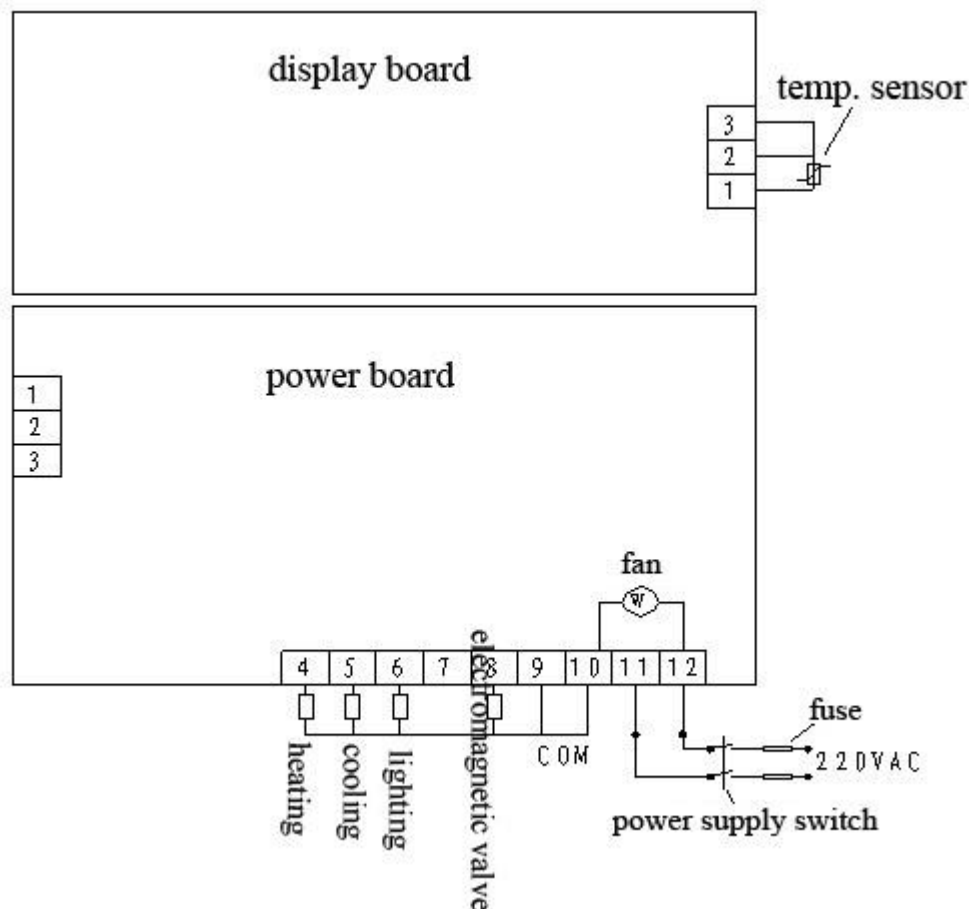 display board
temp. sensor
3
2
1
power board
1
2
3
fan
4 5 6 7 8 9 10 11 12
heating
cooling
lighting
electromagnetic valve
COM
fuse
220VAC
power supply switch